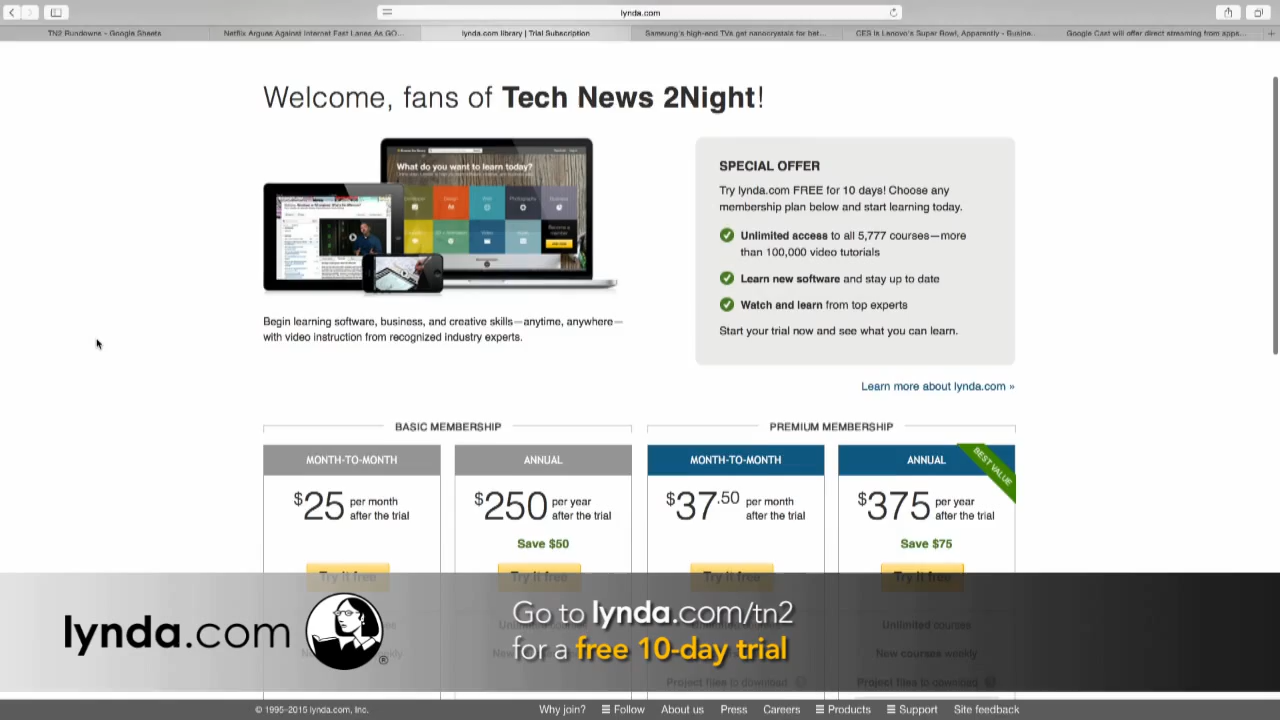 lynda.com
TN2 Rundowns - Google Sheets
Netflix Argues Against Internet Fast Lanes As GO...
lynda.com library | Trial Subscription
Samsung's high-end TVs get nanocrystals for bet...
CES Is Lenovo's Super Bowl, Apparently - Busine...
Google Cast will offer direct streaming from apps...
Welcome, fans of Tech News 2Night!
What do you want to learn today?
SPECIAL OFFER
Try lynda.com FREE for 10 days! Choose any
membership plan below and start learning today.
Unlimited access to all 5,777 courses—more
than 100,000 video tutorials
Learn new software and stay up to date
Watch and learn from top experts
Start your trial now and see what you can learn.
Begin learning software, business, and creative skills—anytime, anywhere—
with video instruction from recognized industry experts.
Learn more about lynda.com »
BASIC MEMBERSHIP
PREMIUM MEMBERSHIP
MONTH-TO-MONTH
$25 per month
after the trial
Try it free
ANNUAL
$250 per year
after the trial
Save $50
Try it free
MONTH-TO-MONTH
$37.50 per month
after the trial
Try it free
ANNUAL
BEST VALUE
$375 per year
after the trial
Save $75
Try it free
Unlimited courses
New courses weekly
Project files to download
Project files to download
lynda.com ®
Go to lynda.com/tn2
for a free 10-day trial
© 1995–2015 lynda.com, Inc.
Why join?
Follow
About us
Press
Careers
Products
Support
Site feedback